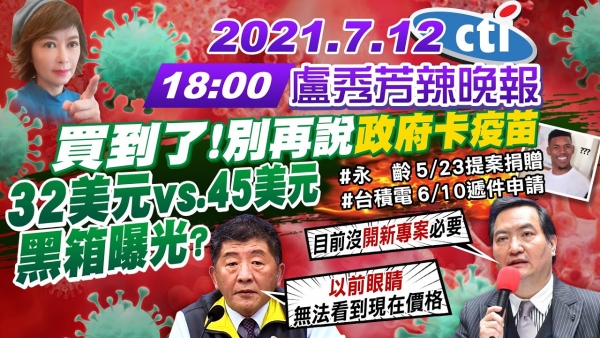 2021.7.12
cti
18:00 盧秀芳辣晚報
買到了!別再說政府卡疫苗
???
#永 齡 5/23提案捐贈
#台積電 6/10遞件申請
32美元vs.45美元
黑箱曝光?
目前沒開新專案必要
以前眼睛
無法看到現在價格